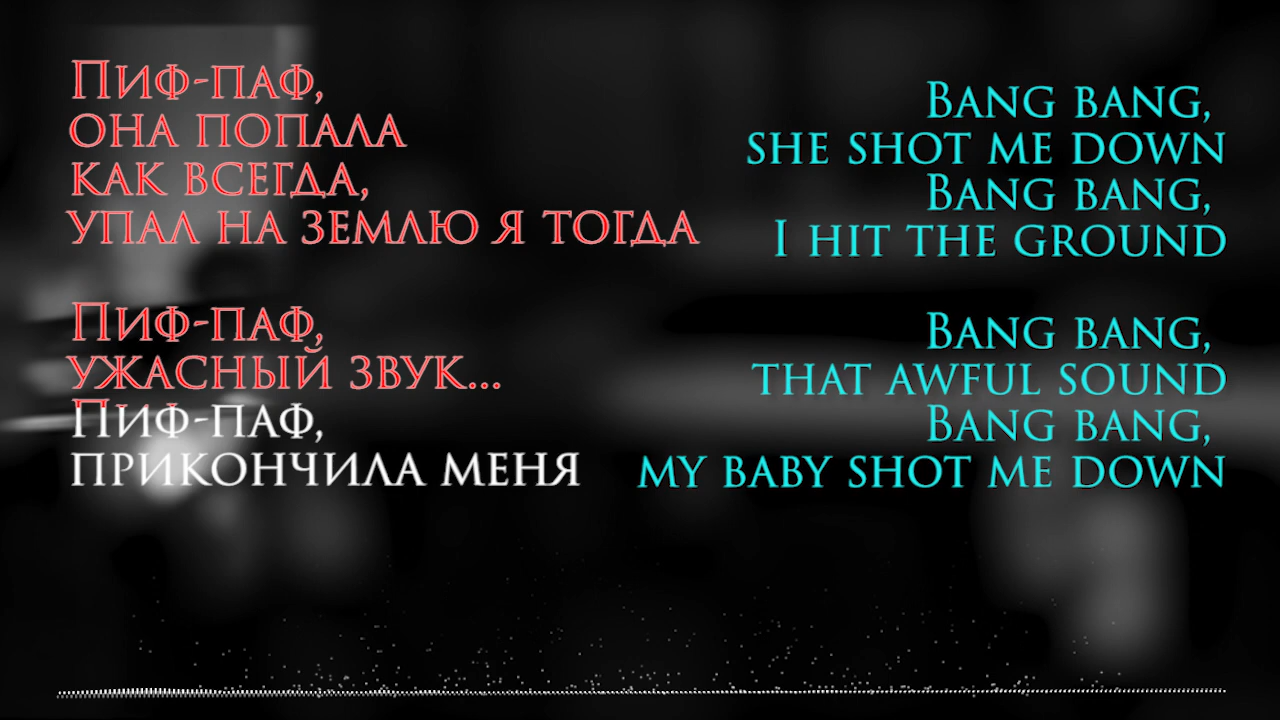 Пиф-паф,
она попала
как всегда,
упал на землю я тогда
Пиф-паф,
ужасный звук...
Пиф-паф,
прикончила меня
Bang bang,
she shot me down
Bang bang,
I hit the ground
Bang bang,
that awful sound
Bang bang,
my baby shot me down